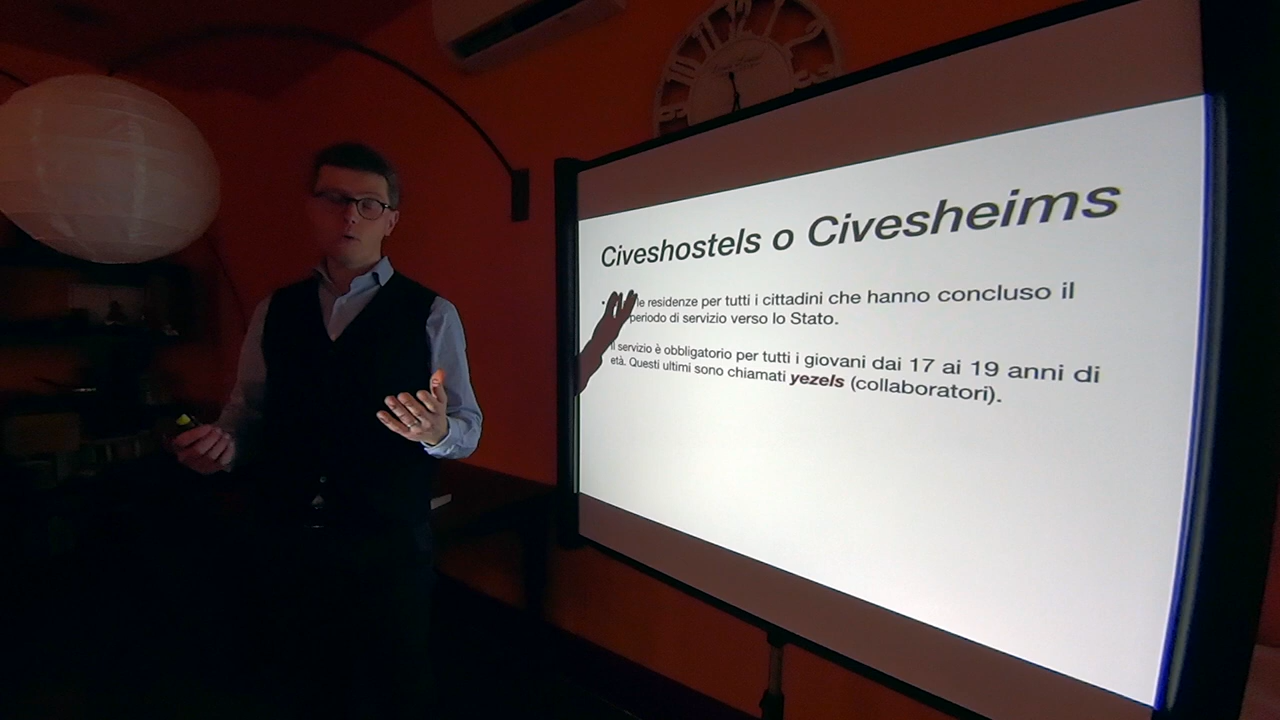 Civeshostels o Civesheims
le residenze per tutti i cittadini che hanno concluso il
periodo di servizio verso lo Stato.
Il servizio è obbligatorio per tutti i giovani dai 17 ai 19 anni di
età. Questi ultimi sono chiamati yezels (collaboratori).